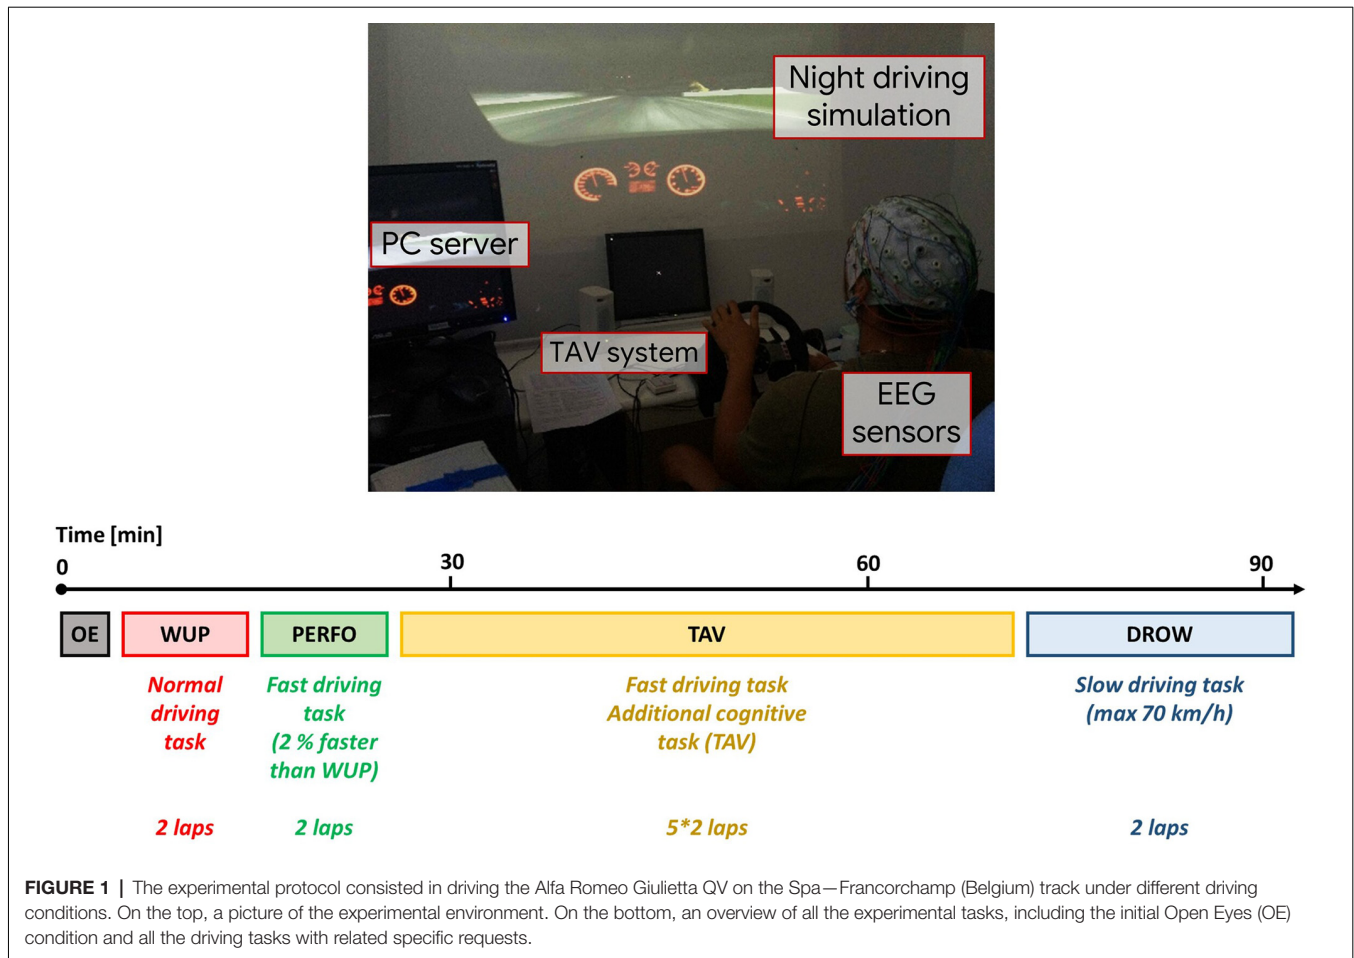 Night driving
simulation
PC server
TAV system
EEG
sensors
Time [min]
0
30
60
90
OE
WUP
PERFO
TAV
DROW
Normal
driving
task
Fast driving
task
(2 % faster
than WUP)
Fast driving task
Additional cognitive
task (TAV)
Slow driving task
(max 70 km/h)
2 laps
2 laps
5*2 laps
2 laps
FIGURE 1 | The experimental protocol consisted in driving the Alfa Romeo Giulietta QV on the Spa—Francorchamp (Belgium) track under different driving
conditions. On the top, a picture of the experimental environment. On the bottom, an overview of all the experimental tasks, including the initial Open Eyes (OE)
condition and all the driving tasks with related specific requests.